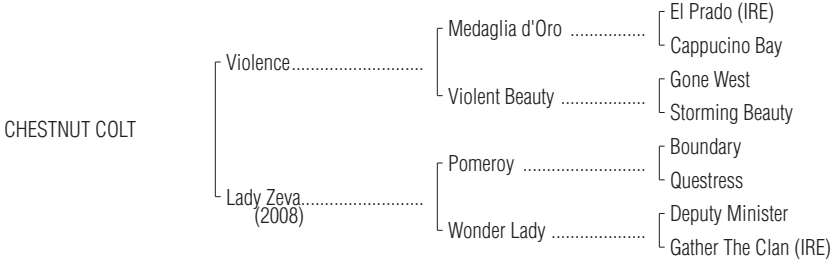 El Prado (IRE)
Medaglia d'Oro ................
Cappucino Bay
Violence............................
Gone West
Violent Beauty ..................
Storming Beauty
CHESTNUT COLT
Boundary
Pomeroy ..........................
Questress
Lady Zeva..........................
(2008)
Deputy Minister
Wonder Lady ....................
Gather The Clan (IRE)